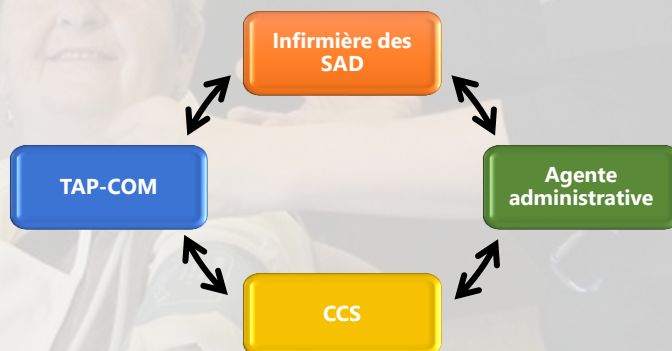 Infirmière des
SAD
TAP-COM
Agente
administrative
CCS